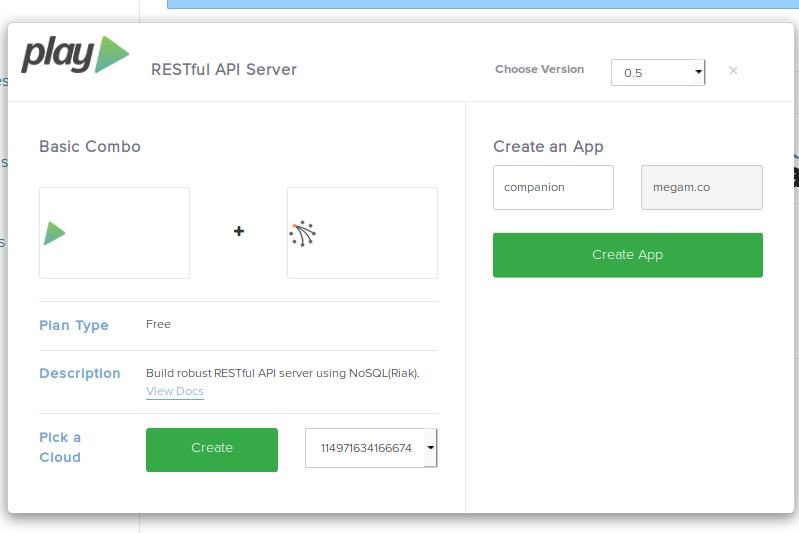 play
RESTful API Server
Choose Version
0.5
×
Basic Combo
+
Plan Type
Free
Description
Build robust RESTful API server using NoSQL(Riak).
View Docs
Pick a
Cloud
Create
114971634166674
Create an App
companion
megam.co
Create App